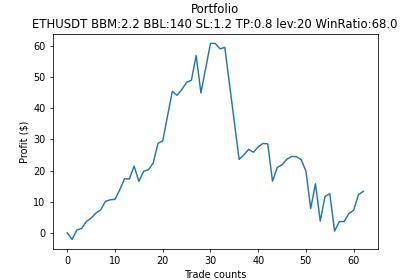 Portfolio
ETHUSDT BBM:2.2 BBL:140 SL:1.2 TP:0.8 lev:20 WinRatio:68.0
60
50
40
30
20
10
0
Profit ($)
0 10 20 30 40 50 60
Trade counts